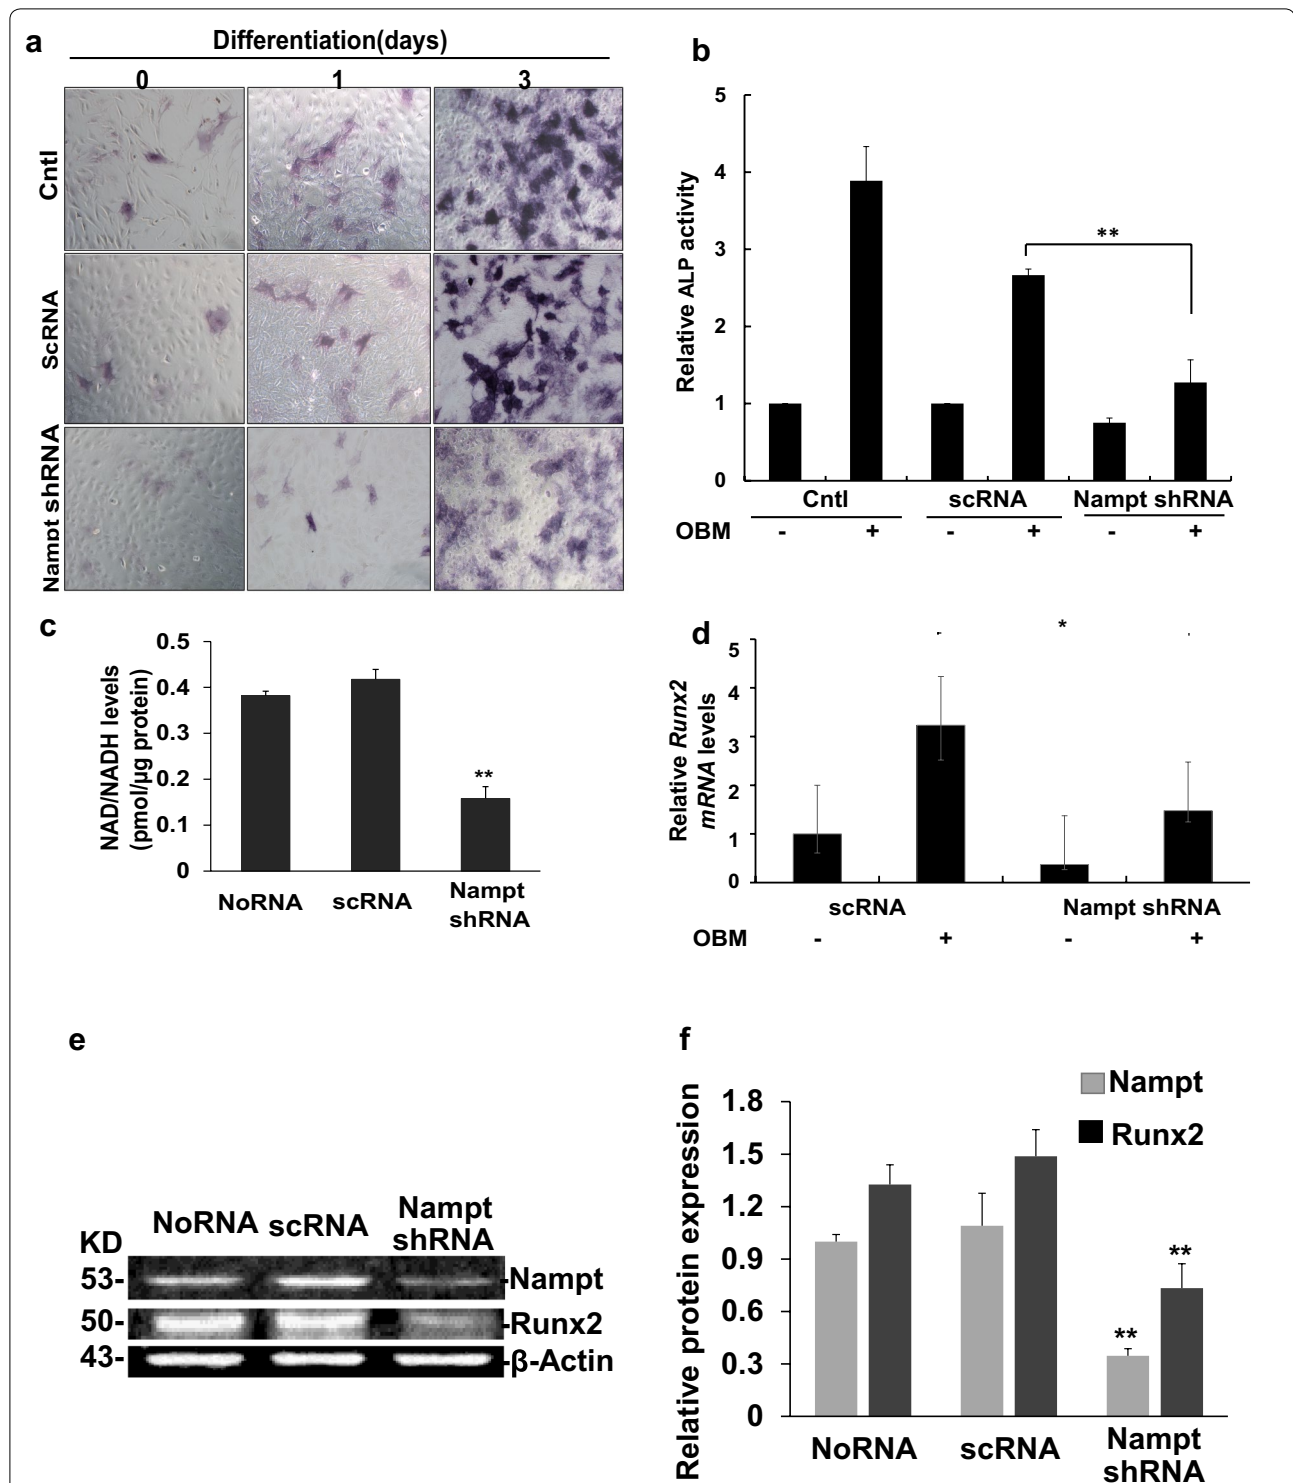 a
Differentiation(days)
0 1 3
Cntl
ScRNA
Nampt shRNA
b
Relative ALP activity
5
4
3
2
1
0
**
Cntl scRNA Nampt shRNA
OBM - + - + - +
c
NAD/NADH levels
(pmol/µg protein)
0.5
0.4
0.3
0.2
0.1
0
**
NoRNA scRNA Nampt
shRNA
d
Relative Runx2
mRNA levels
5
4
3
2
1
0
*
scRNA Nampt shRNA
OBM - + - +
e
KD NoRNA scRNA Nampt
shRNA
53- -Nampt
50- -Runx2
43- -β-Actin
f
Relative protein expression
1.8
1.5
1.2
0.9
0.6
0.3
0
Nampt
Runx2
**
**
NoRNA scRNA Nampt
shRNA